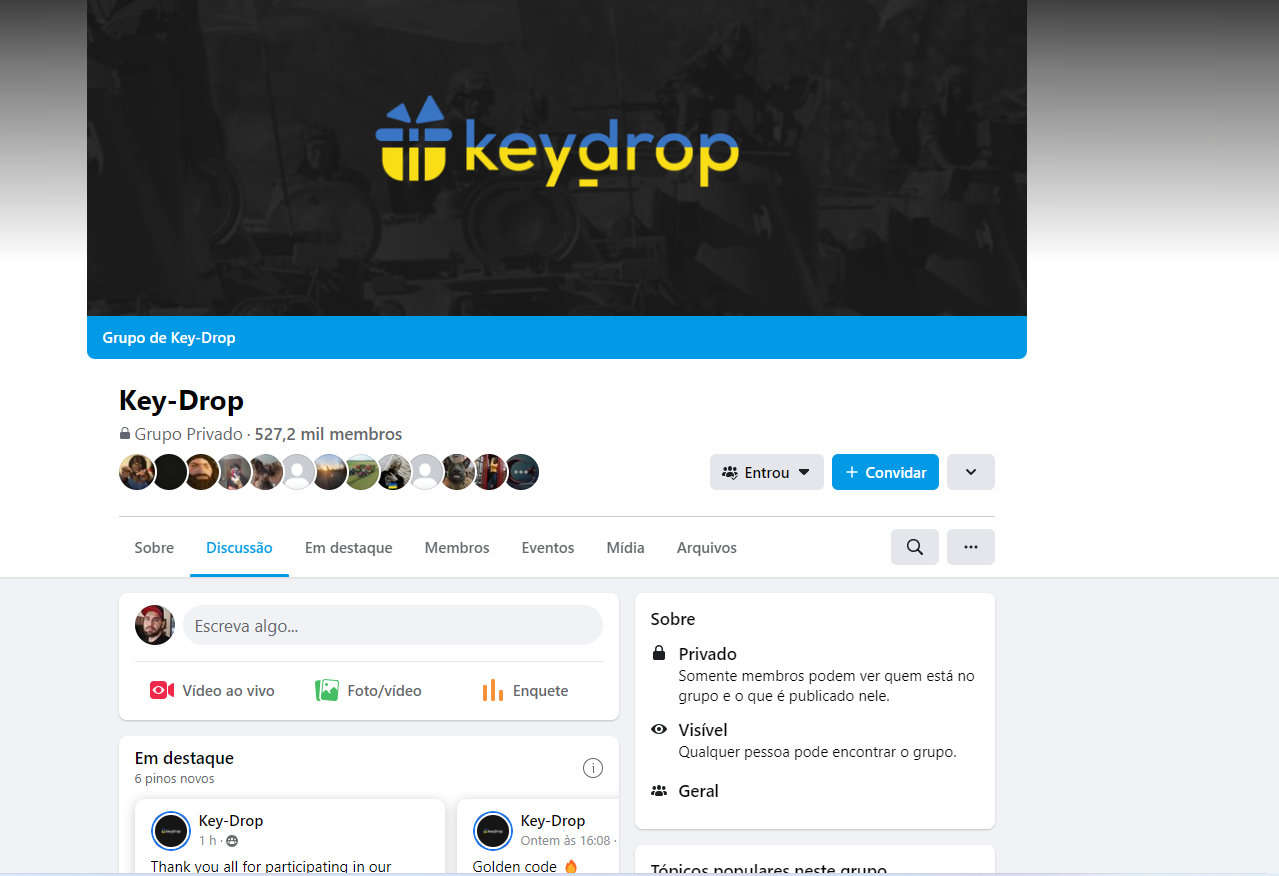 keydrop
Grupo de Key-Drop
Key-Drop
Grupo Privado · 527,2 mil membros
Entrou
+ Convidar
Sobre
Discussão
Em destaque
Membros
Eventos
Mídia
Arquivos
Escreva algo...
Vídeo ao vivo
Foto/vídeo
Enquete
Em destaque
6 pinos novos
Key-Drop
1 h ·
Thank you all for participating in our
Key-Drop
Ontem às 16:08 ·
Golden code 🔥
Sobre
Privado
Somente membros podem ver quem está no
grupo e o que é publicado nele.
Visível
Qualquer pessoa pode encontrar o grupo.
Geral
Tópicos populares neste grupo